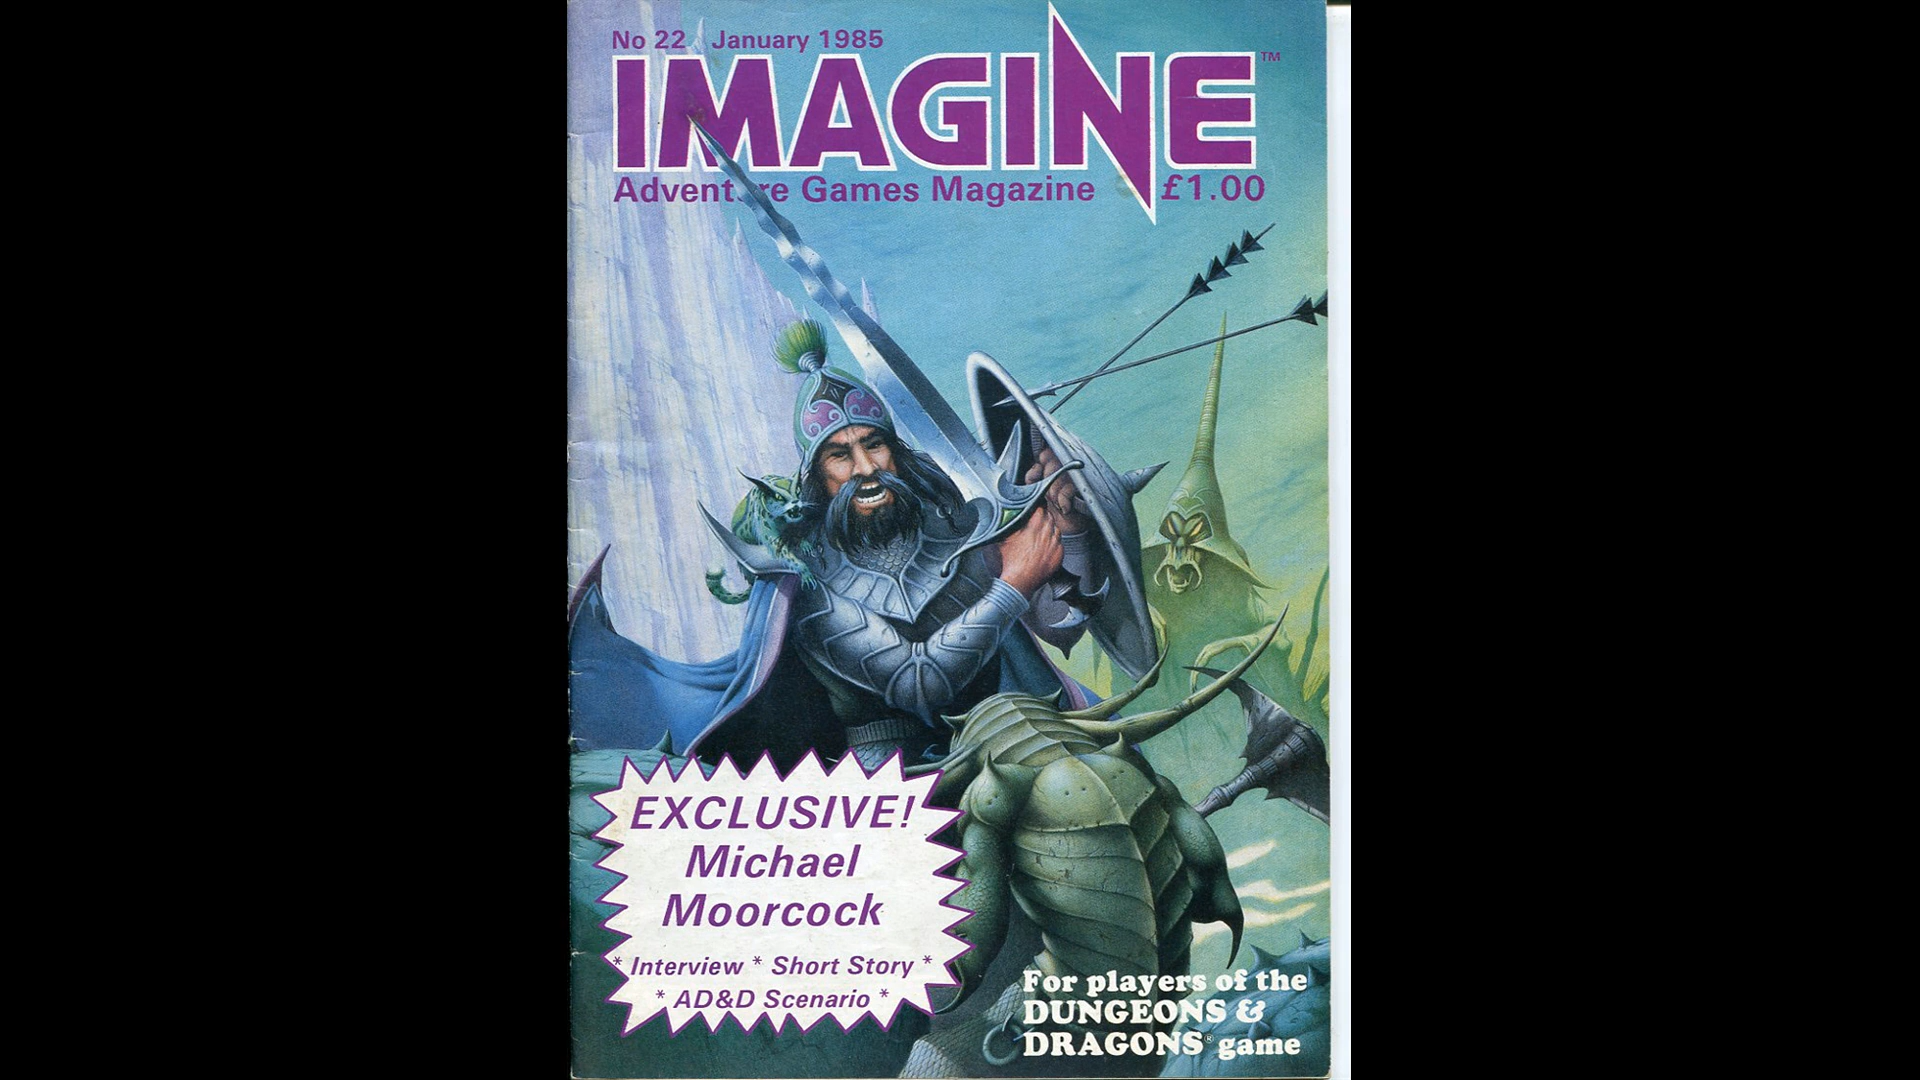 No 22 January 1985
IMAGINE™
Adventure Games Magazine £1.00
EXCLUSIVE!
Michael
Moorcock
* Interview * Short Story *
* AD&D Scenario *
For players of the
DUNGEONS &
DRAGONS® game